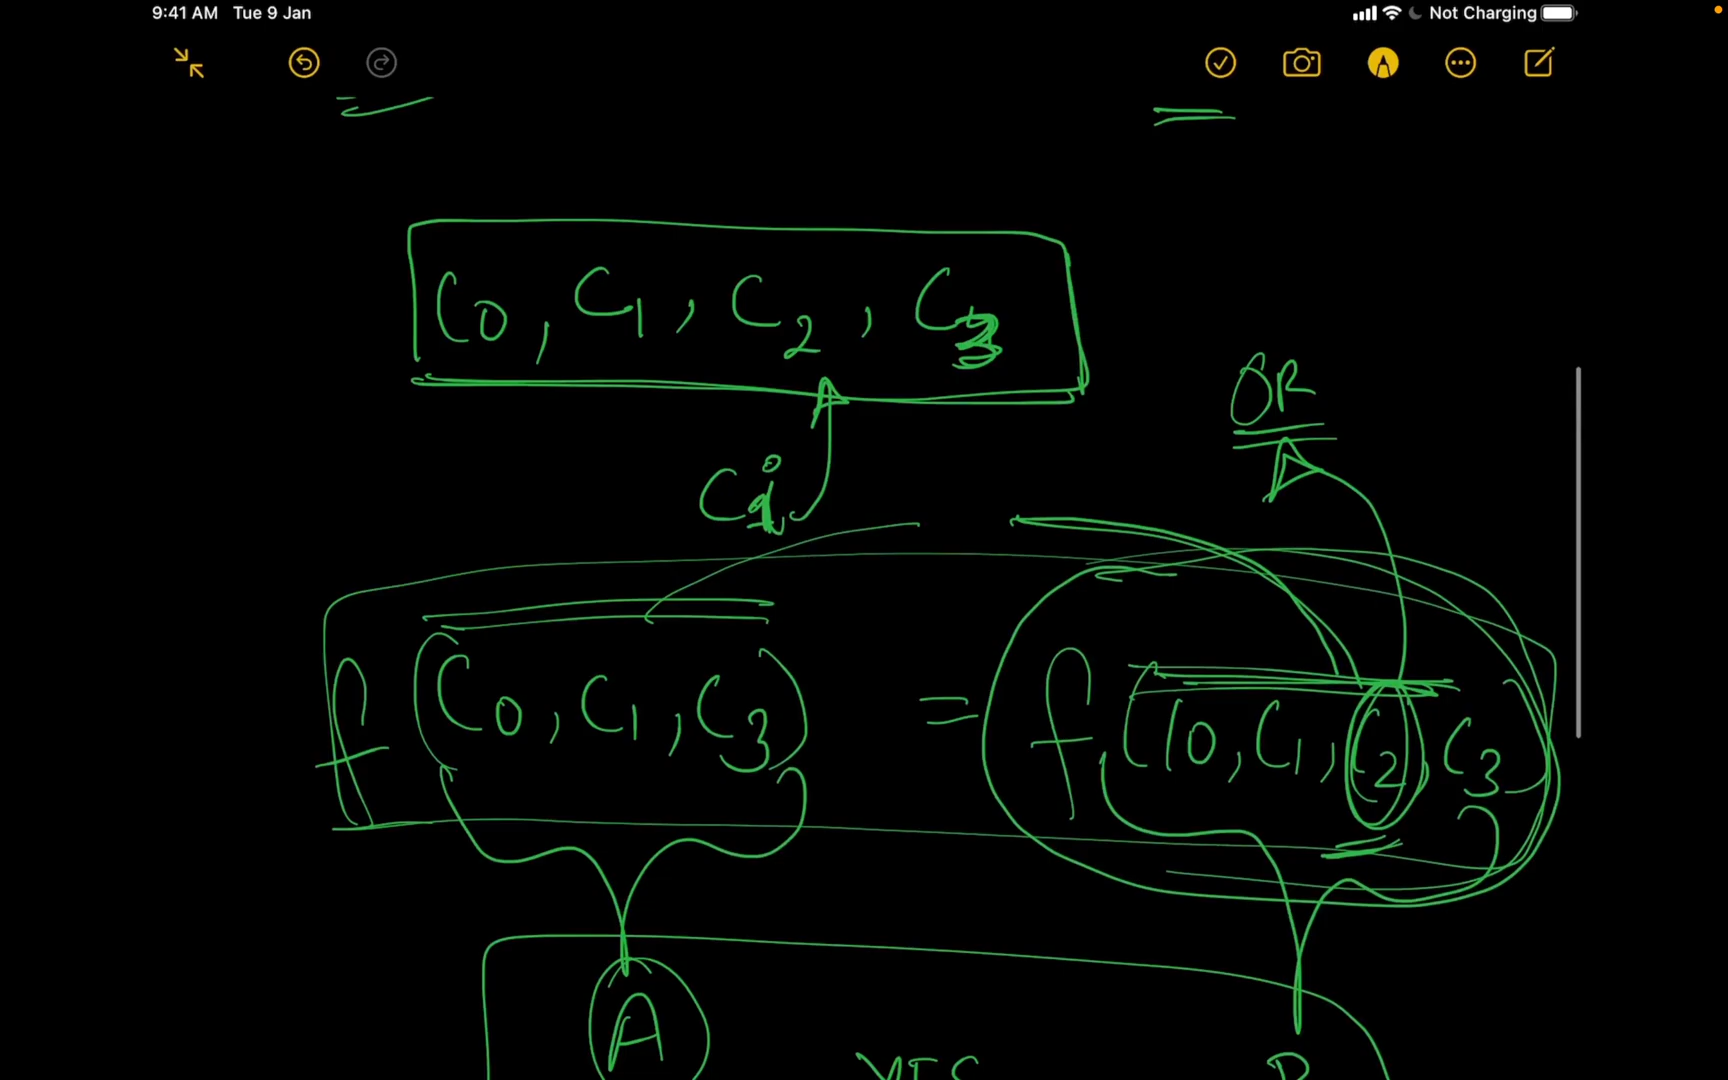 9:41 AM Tue 9 Jan
Not Charging
C0, C1, C2, C3
OR
Ci
f (C0, C1, C3) = f (C0, C1, C2, C3)
A